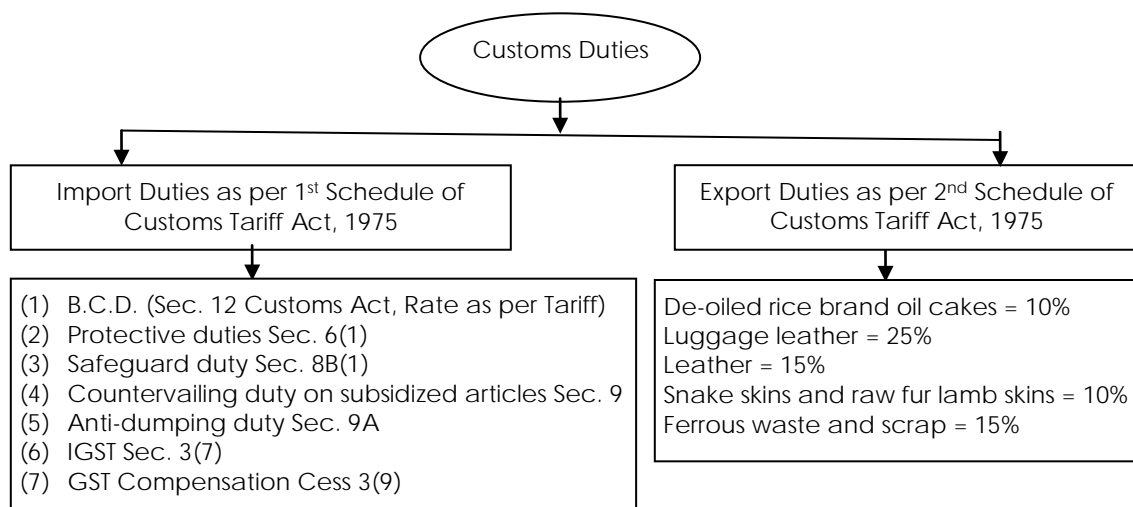 Customs Duties
Import Duties as per 1st Schedule of
Customs Tariff Act, 1975
Export Duties as per 2nd Schedule of
Customs Tariff Act, 1975
(1) B.C.D. (Sec. 12 Customs Act, Rate as per Tariff)
(2) Protective duties Sec. 6(1)
(3) Safeguard duty Sec. 8B(1)
(4) Countervailing duty on subsidized articles Sec. 9
(5) Anti-dumping duty Sec. 9A
(6) IGST Sec. 3(7)
(7) GST Compensation Cess 3(9)
De-oiled rice brand oil cakes = 10%
Luggage leather = 25%
Leather = 15%
Snake skins and raw fur lamb skins = 10%
Ferrous waste and scrap = 15%